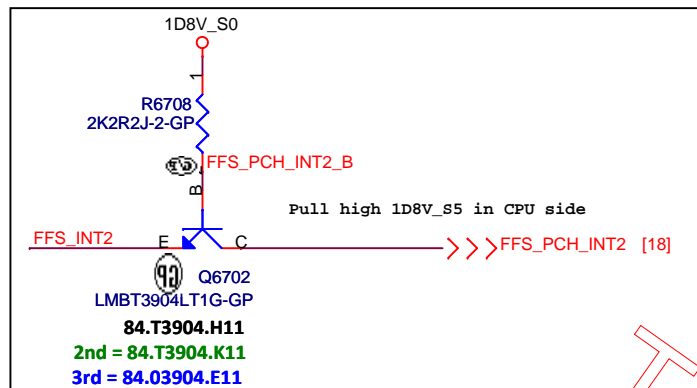 1D8V_S0
1
R6708
2K2R2J-2-GP
FFS_PCH_INT2_B
B
Pull high 1D8V_S5 in CPU side
FFS_INT2
E
C
FFS_PCH_INT2 [18]
Q6702
LMBT3904LT1G-GP
84.T3904.H11
2nd = 84.T3904.K11
3rd = 84.03904.E11